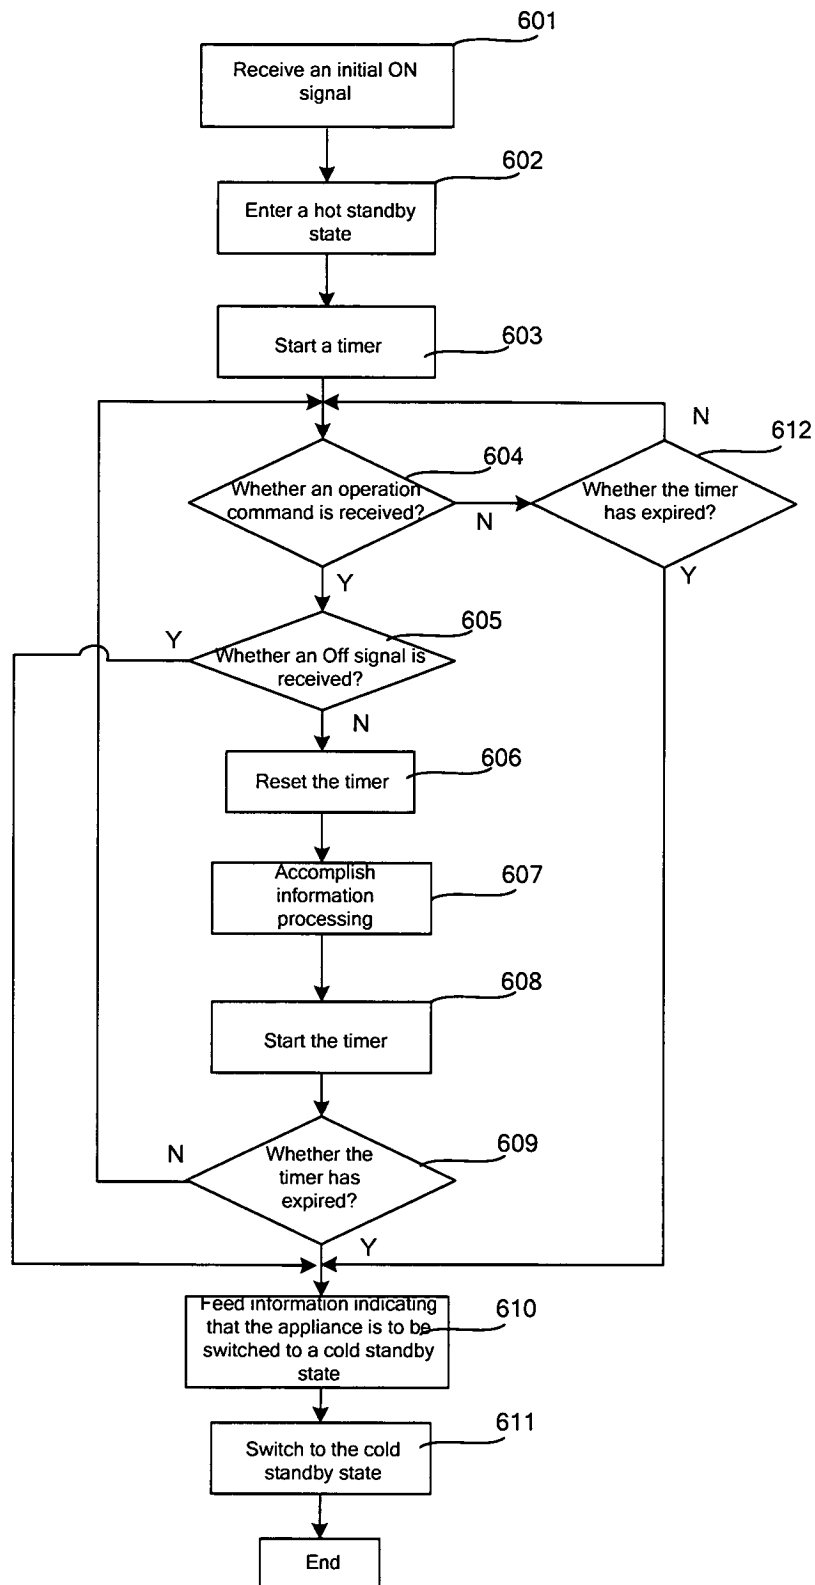 601
Receive an initial ON
signal
602
Enter a hot standby
state
603
Start a timer
N
612
604
Whether an operation
command is received?
N
Whether the timer
has expired?
Y
Y
605
Y
Whether an Off signal is
received?
N
606
Reset the timer
607
Accomplish
information
processing
608
Start the timer
609
N
Whether the
timer has
expired?
Y
610
Feed information indicating
that the appliance is to be
switched to a cold standby
state
611
Switch to the cold
standby state
End